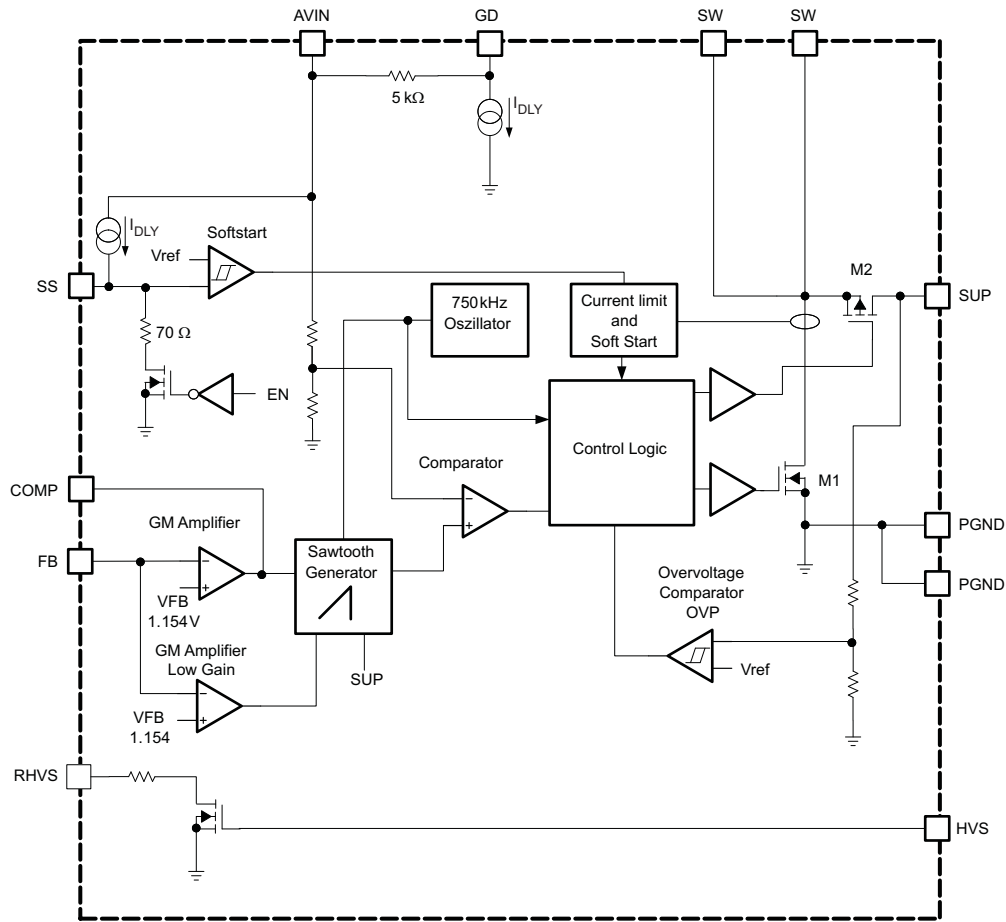 AVIN
GD
SW
SW
5 kΩ
IDLY
IDLY
Softstart
Vref
SS
70 Ω
EN
750kHz
Oszillator
Current limit
and
Soft Start
M2
SUP
Control Logic
Comparator
−
+
M1
COMP
GM Amplifier
FB
−
+
VFB
1.154V
Sawtooth
Generator
PGND
PGND
Overvoltage
Comparator
OVP
Vref
GM Amplifier
Low Gain
SUP
−
+
VFB
1.154
RHVS
HVS